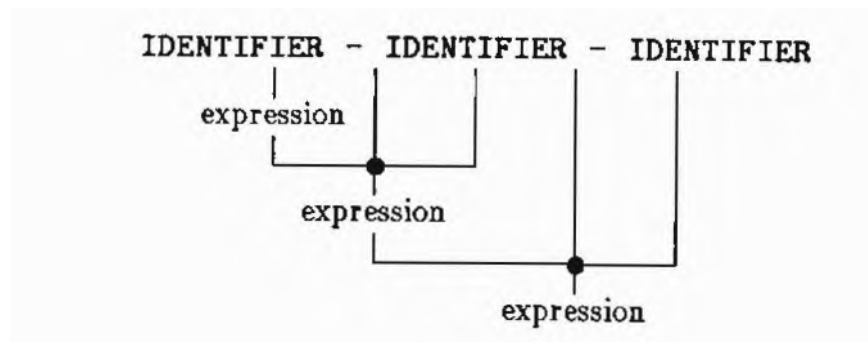 IDENTIFIER - IDENTIFIER - IDENTIFIER
expression
expression
expression